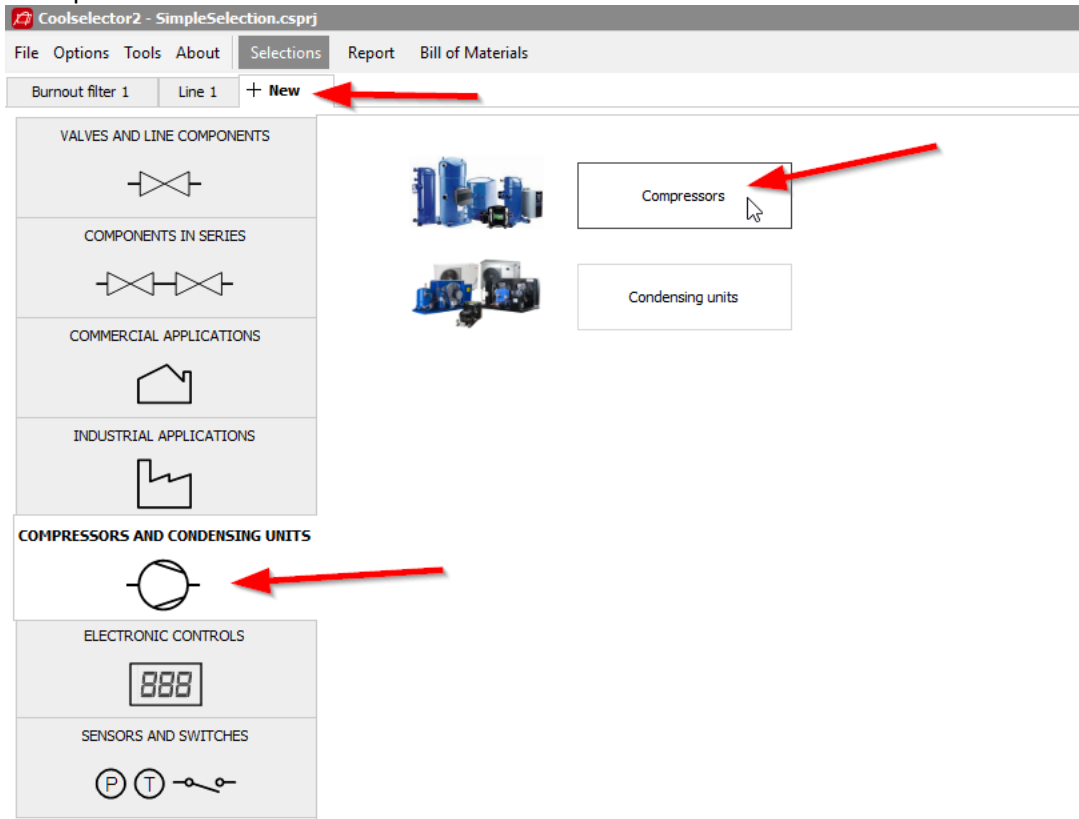 Coolselector2 - SimpleSelection.csprj
File Options Tools About Selections Report Bill of Materials
Burnout filter 1 Line 1 + New
VALVES AND LINE COMPONENTS
Compressors
COMPONENTS IN SERIES
Condensing units
COMMERCIAL APPLICATIONS
INDUSTRIAL APPLICATIONS
COMPRESSORS AND CONDENSING UNITS
ELECTRONIC CONTROLS
888
SENSORS AND SWITCHES
P T